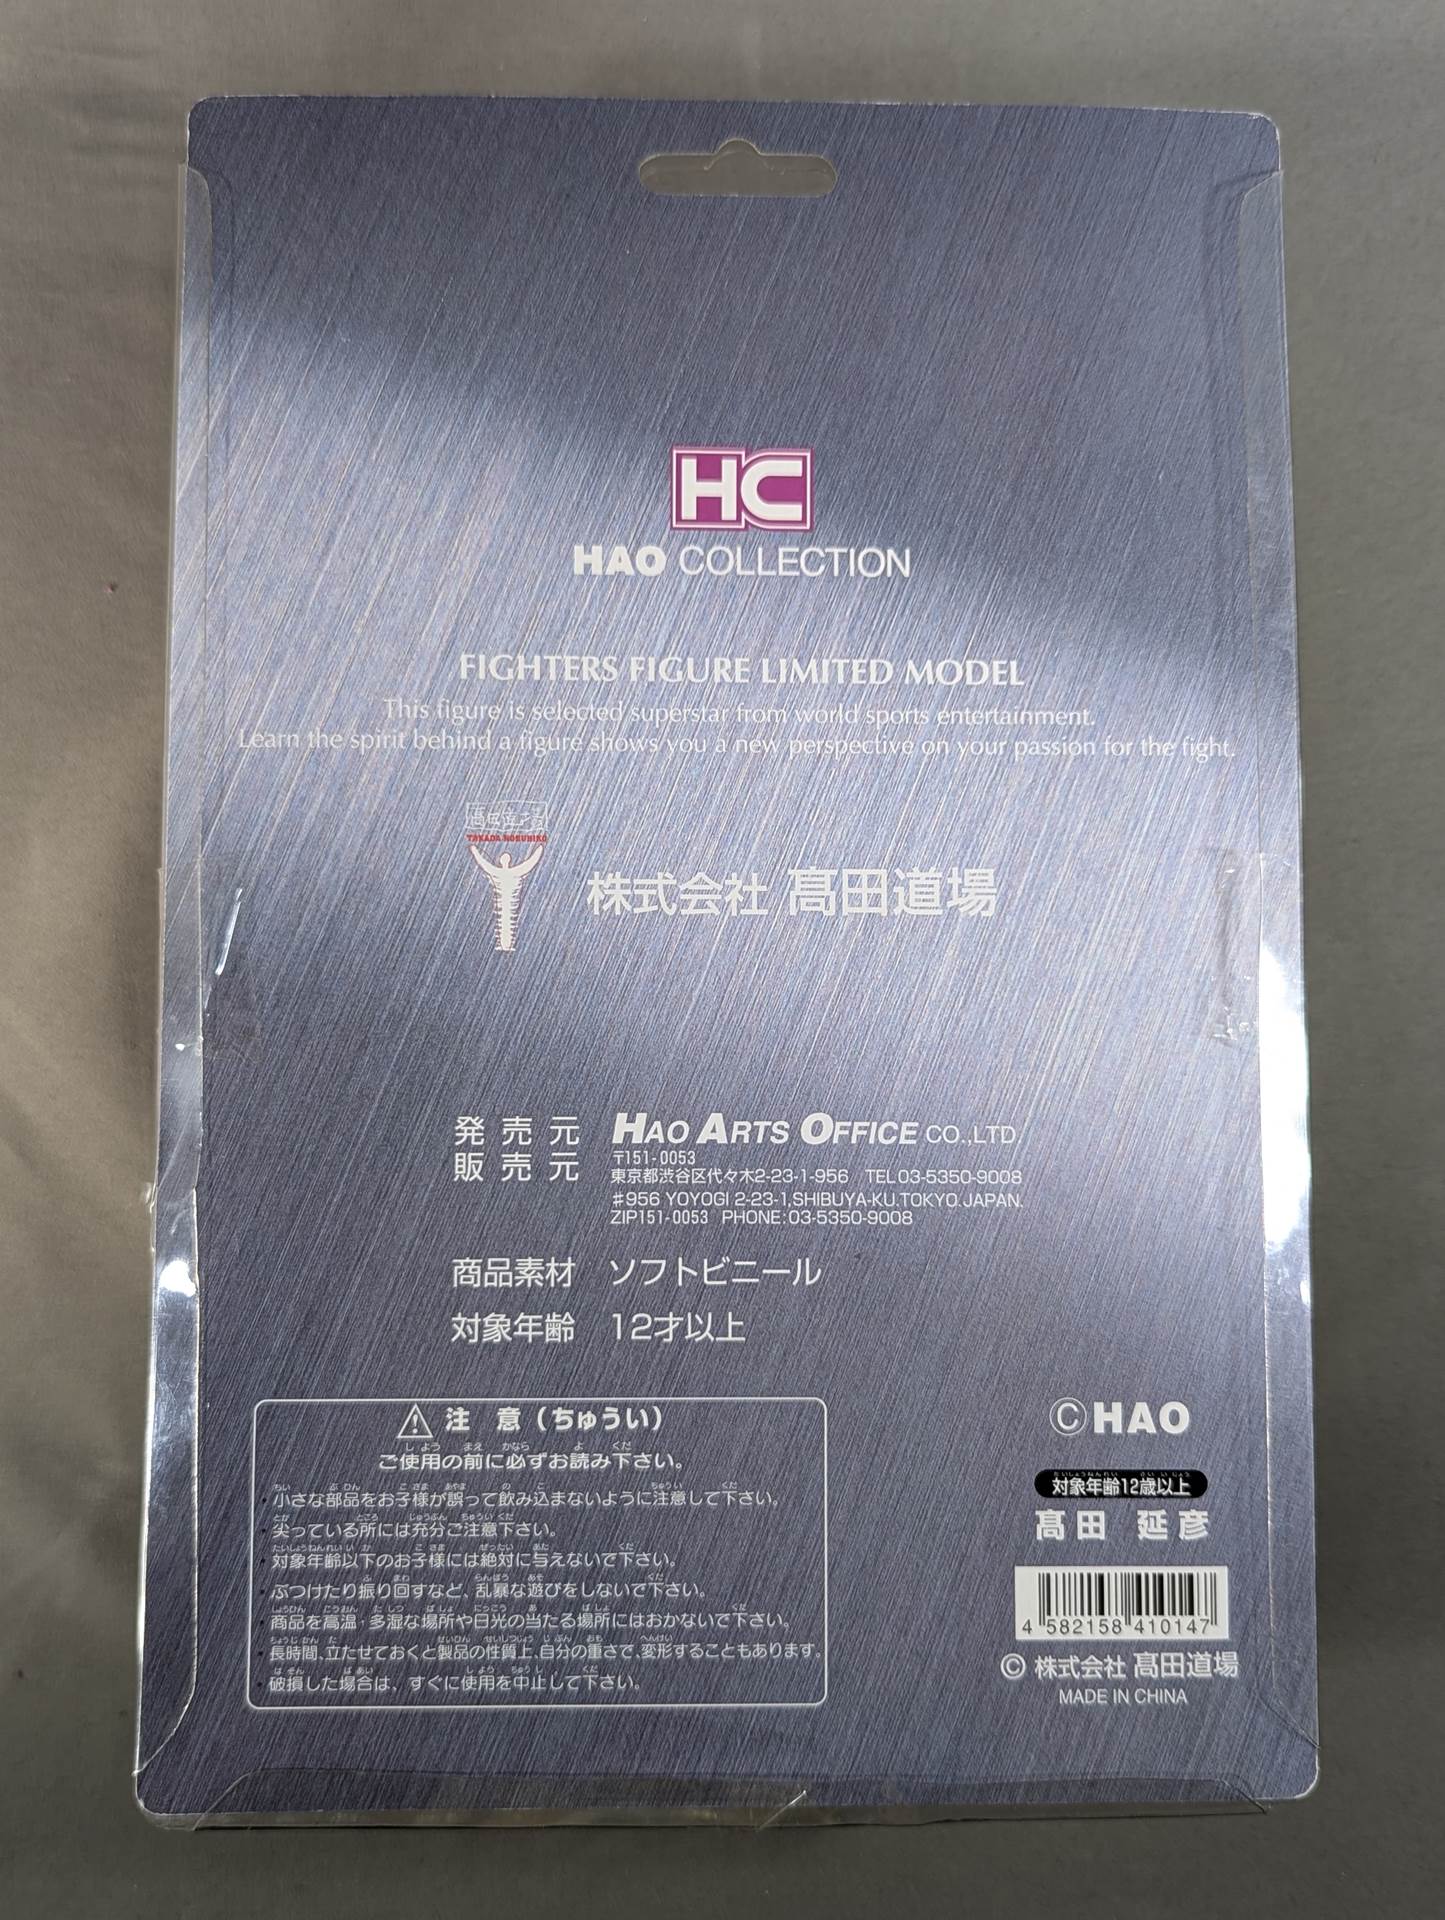 HC
HAO COLLECTION
FIGHTERS FIGURE LIMITED MODEL
This figure is selected superstar from world sports entertainment.
Learn the spirit behind a figure shows you a new perspective on your passion for the fight.
髙田道場
TAKADA NOBUHIKO
株式会社 髙田道場
発売元 HAO ARTS OFFICE CO.,LTD.
販売元 〒151-0053
東京都渋谷区代々木2-23-1-956 TEL03-5350-9008
♯956 YOYOGI 2-23-1,SHIBUYA-KU.TOKYO.JAPAN.
ZIP151-0053 PHONE:03-5350-9008
商品素材 ソフトビニール
対象年齢 12才以上
注意(ちゅうい)
ご使用の前に必ずお読み下さい。
・小さな部品をお子様が誤って飲み込まないように注意して下さい。
・尖っている所には充分ご注意下さい。
・対象年齢以下のお子様には絶対に与えないで下さい。
・ぶつけたり振り回すなど、乱暴な遊びをしないで下さい。
・商品を高温・多湿な場所や日光の当たる場所にはおかないで下さい。
・長時間、立たせておくと製品の性質上、自分の重さで、変形することもあります。
・破損した場合は、すぐに使用を中止して下さい。
©HAO
対象年齢12歳以上
髙田 延彦
4 582158 410147
© 株式会社 髙田道場
MADE IN CHINA